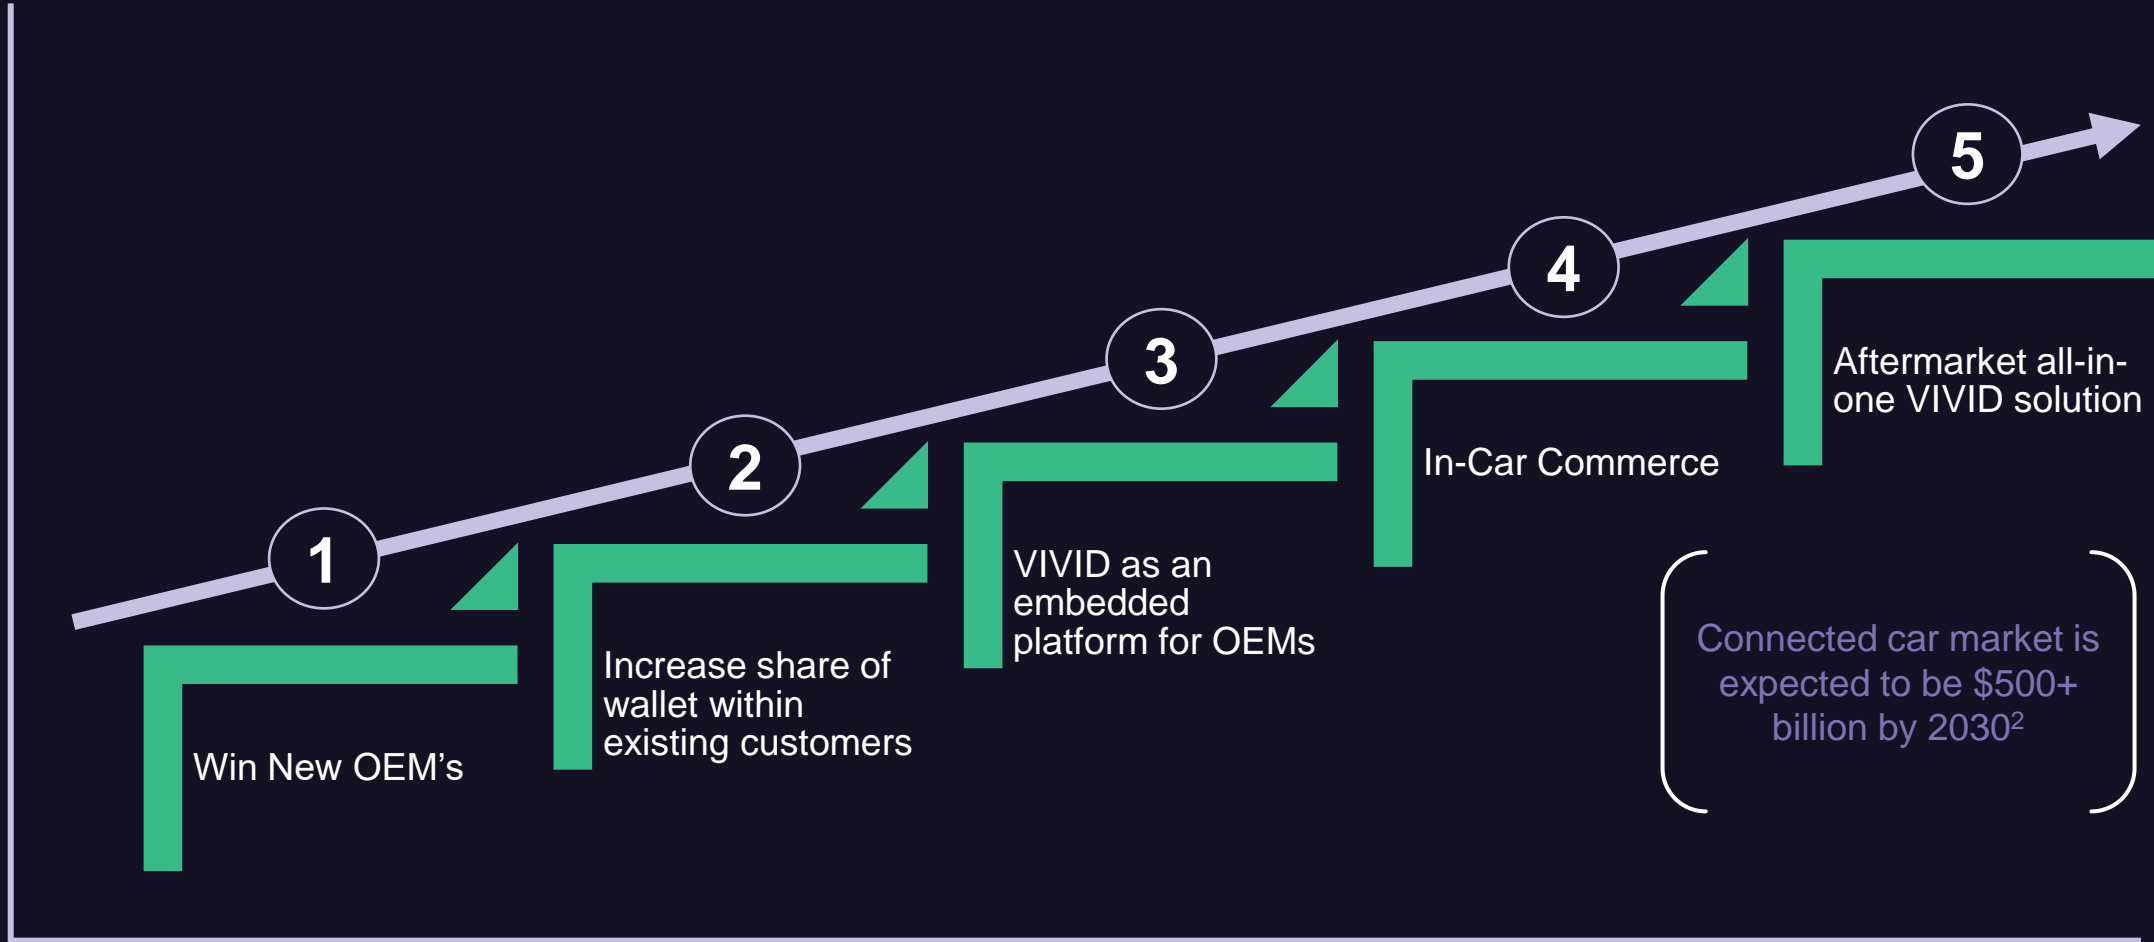 1
Win New OEM’s
2
Increase share of
wallet within
existing customers
3
VIVID as an
embedded
platform for OEMs
4
In-Car Commerce
5
Aftermarket all-in-
one VIVID solution
Connected car market is
expected to be $500+
billion by 2030²